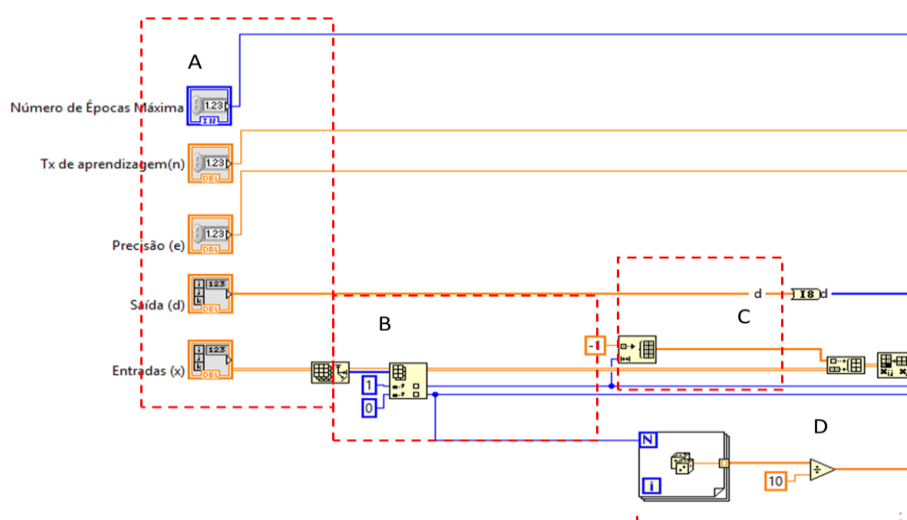 A
Número de Épocas Máxima
1.23
Tx de aprendizagem(n)
1.23
DBL
Precisão (e)
1.23
DBL
Saída (d)
123
DBL
d
I8
d
C
B
-1
Entradas (x)
123
DBL
1
0
D
N
i
10
÷